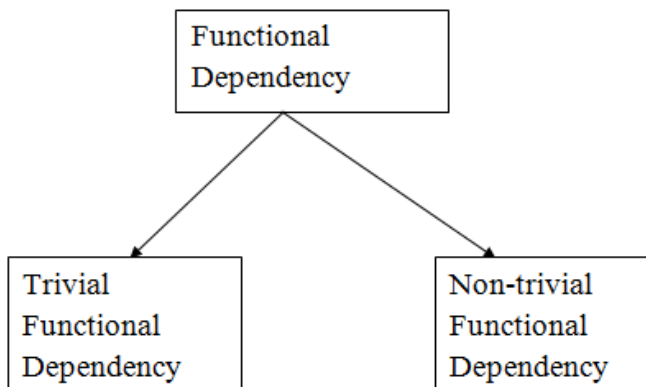 Functional
Dependency
Trivial
Functional
Dependency
Non-trivial
Functional
Dependency